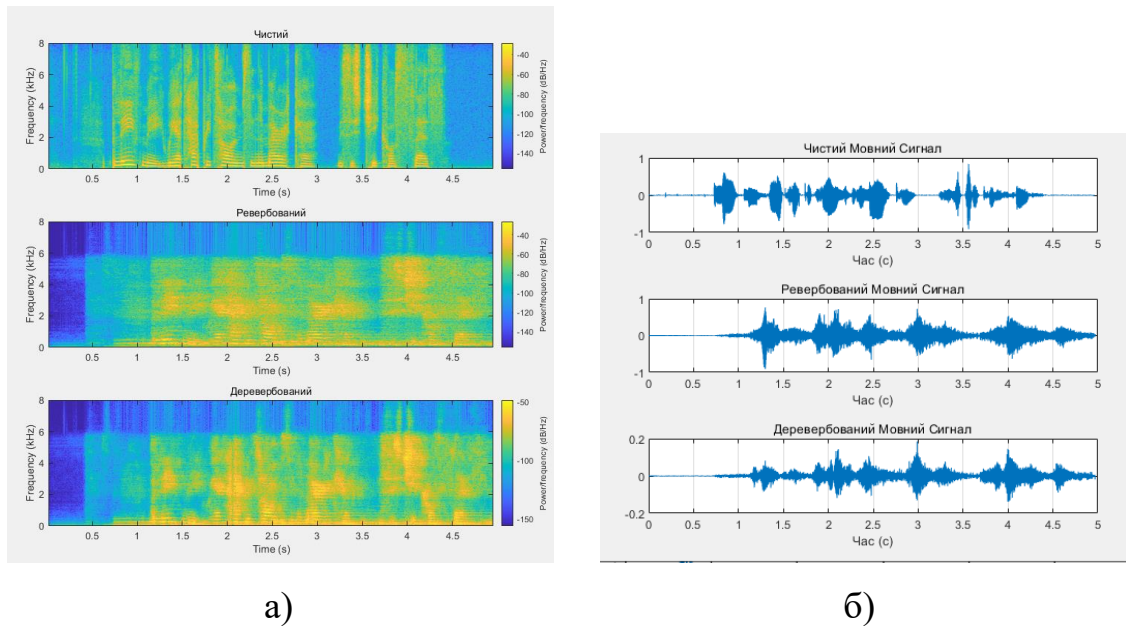 Чистий
8
6
4
2
0
Frequency (kHz)
0.5 1 1.5 2 2.5 3 3.5 4 4.5
Time (s)
-40
-60
-80
-100
-120
-140
Power/frequency (dB/Hz)
Ревербований
8
6
4
2
0
Frequency (kHz)
0.5 1 1.5 2 2.5 3 3.5 4 4.5
Time (s)
-40
-60
-80
-100
-120
-140
Power/frequency (dB/Hz)
Деревербований
8
6
4
2
0
Frequency (kHz)
0.5 1 1.5 2 2.5 3 3.5 4 4.5
Time (s)
-50
-100
-150
Power/frequency (dB/Hz)
а)
Чистий Мовний Сигнал
1
0
-1
0 0.5 1 1.5 2 2.5 3 3.5 4 4.5 5
Час (с)
Ревербований Мовний Сигнал
1
0
-1
0 0.5 1 1.5 2 2.5 3 3.5 4 4.5 5
Час (с)
Деревербований Мовний Сигнал
0.2
0
-0.2
0 0.5 1 1.5 2 2.5 3 3.5 4 4.5 5
Час (с)
б)